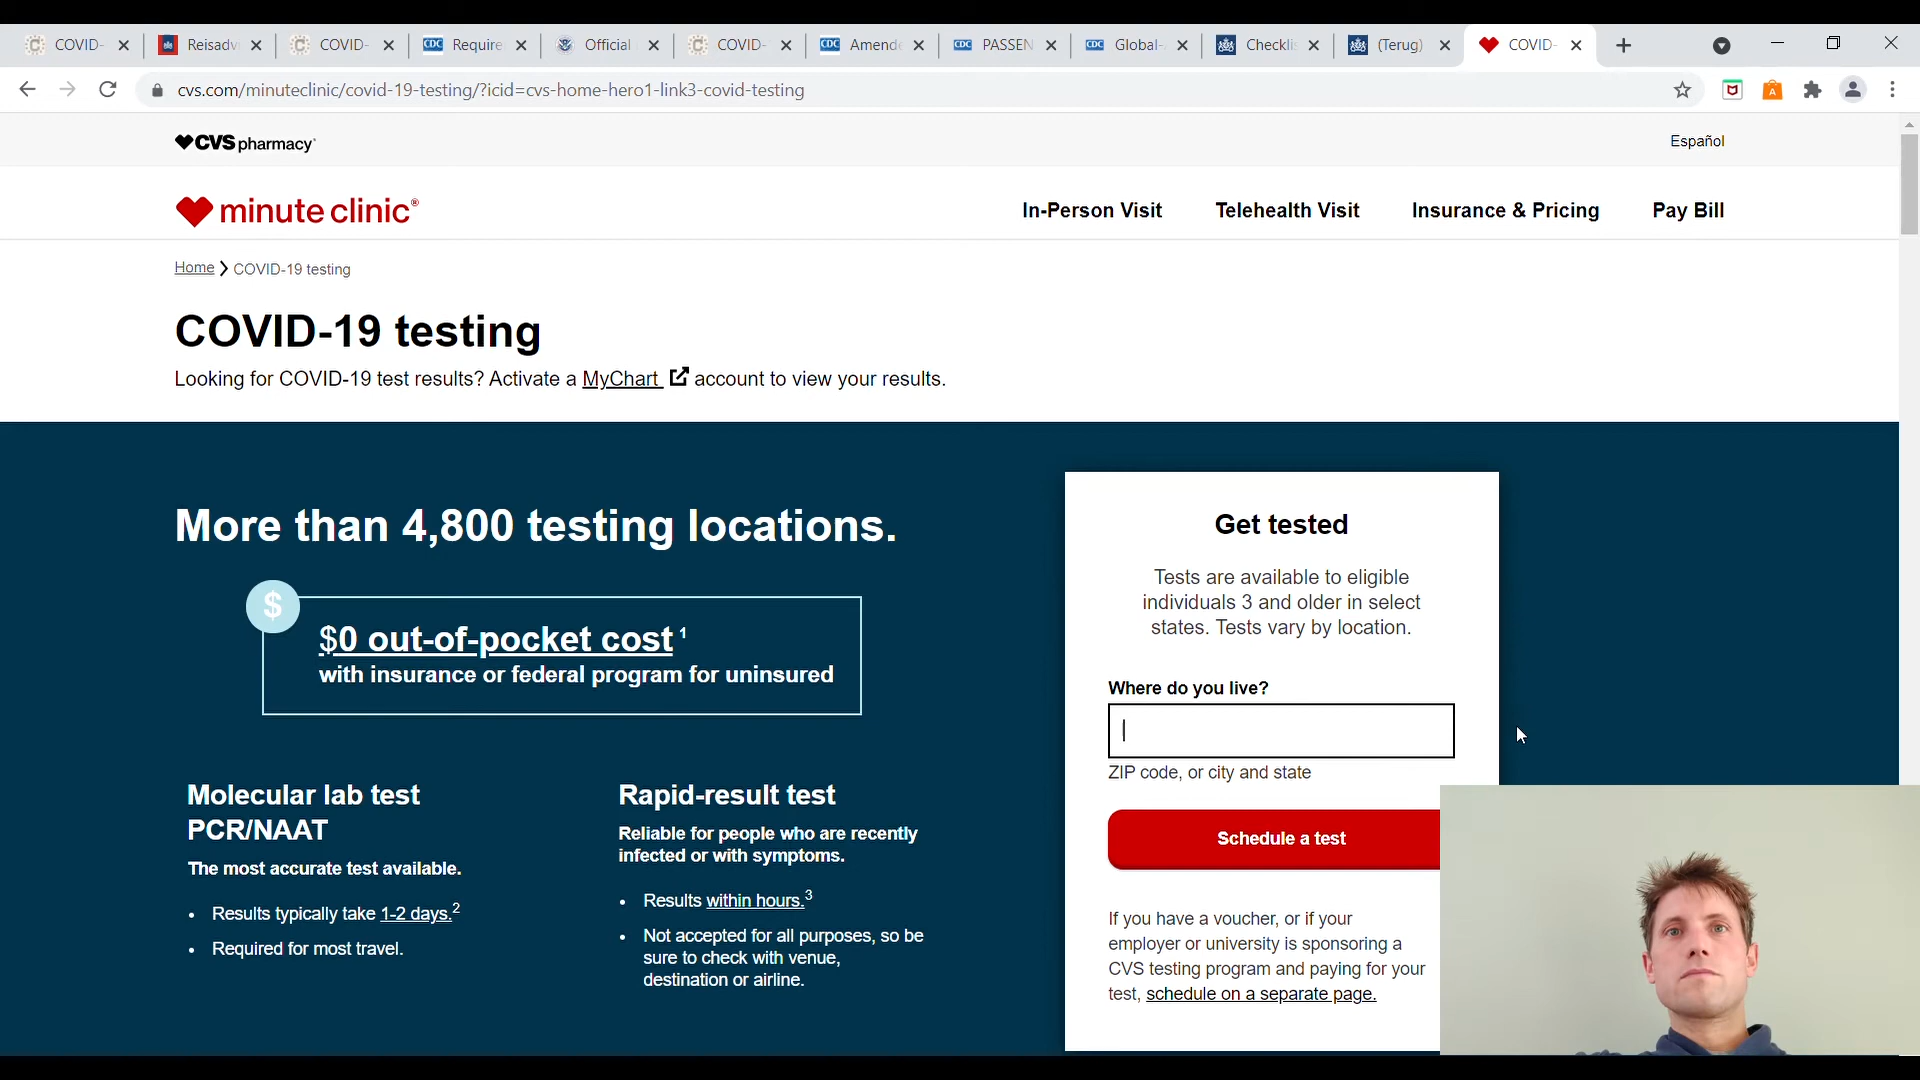 COVID-
Reisadv
COVID-
CDC Require
Official
COVID-
CDC Amende
CDC PASSEN
CDC Global-
Checklis
(Terug)
COVID-
cvs.com/minuteclinic/covid-19-testing/?icid=cvs-home-hero1-link3-covid-testing
CVS pharmacy
Español
minute clinic®
In-Person Visit
Telehealth Visit
Insurance & Pricing
Pay Bill
Home
COVID-19 testing
COVID-19 testing
Looking for COVID-19 test results? Activate a MyChart account to view your results.
More than 4,800 testing locations.
$
$0 out-of-pocket cost 1
with insurance or federal program for uninsured
Molecular lab test
PCR/NAAT
The most accurate test available.
• Results typically take 1-2 days.2
• Required for most travel.
Rapid-result test
Reliable for people who are recently
infected or with symptoms.
• Results within hours.3
• Not accepted for all purposes, so be
sure to check with venue,
destination or airline.
Get tested
Tests are available to eligible
individuals 3 and older in select
states. Tests vary by location.
Where do you live?
ZIP code, or city and state
Schedule a test
If you have a voucher, or if your
employer or university is sponsoring a
CVS testing program and paying for your
test, schedule on a separate page.